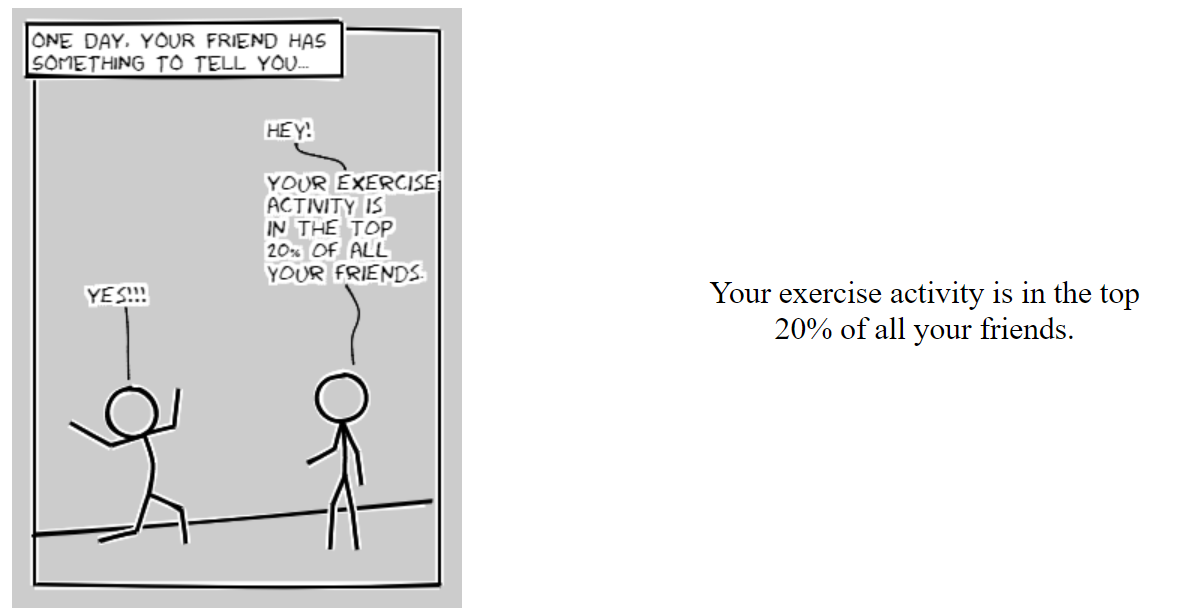 ONE DAY, YOUR FRIEND HAS
SOMETHING TO TELL YOU...
HEY!
YOUR EXERCISE
ACTIVITY IS
IN THE TOP
20% OF ALL
YOUR FRIENDS.
YES!!!
Your exercise activity is in the top
20% of all your friends.